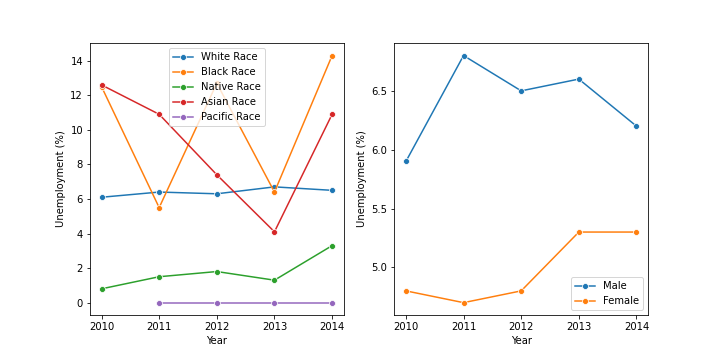 14
12
10
8
6
4
2
0
Unemployment (%)
White Race
Black Race
Native Race
Asian Race
Pacific Race
2010 2011 2012 2013 2014
Year
6.5
6.0
5.5
5.0
Unemployment (%)
Male
Female
2010 2011 2012 2013 2014
Year